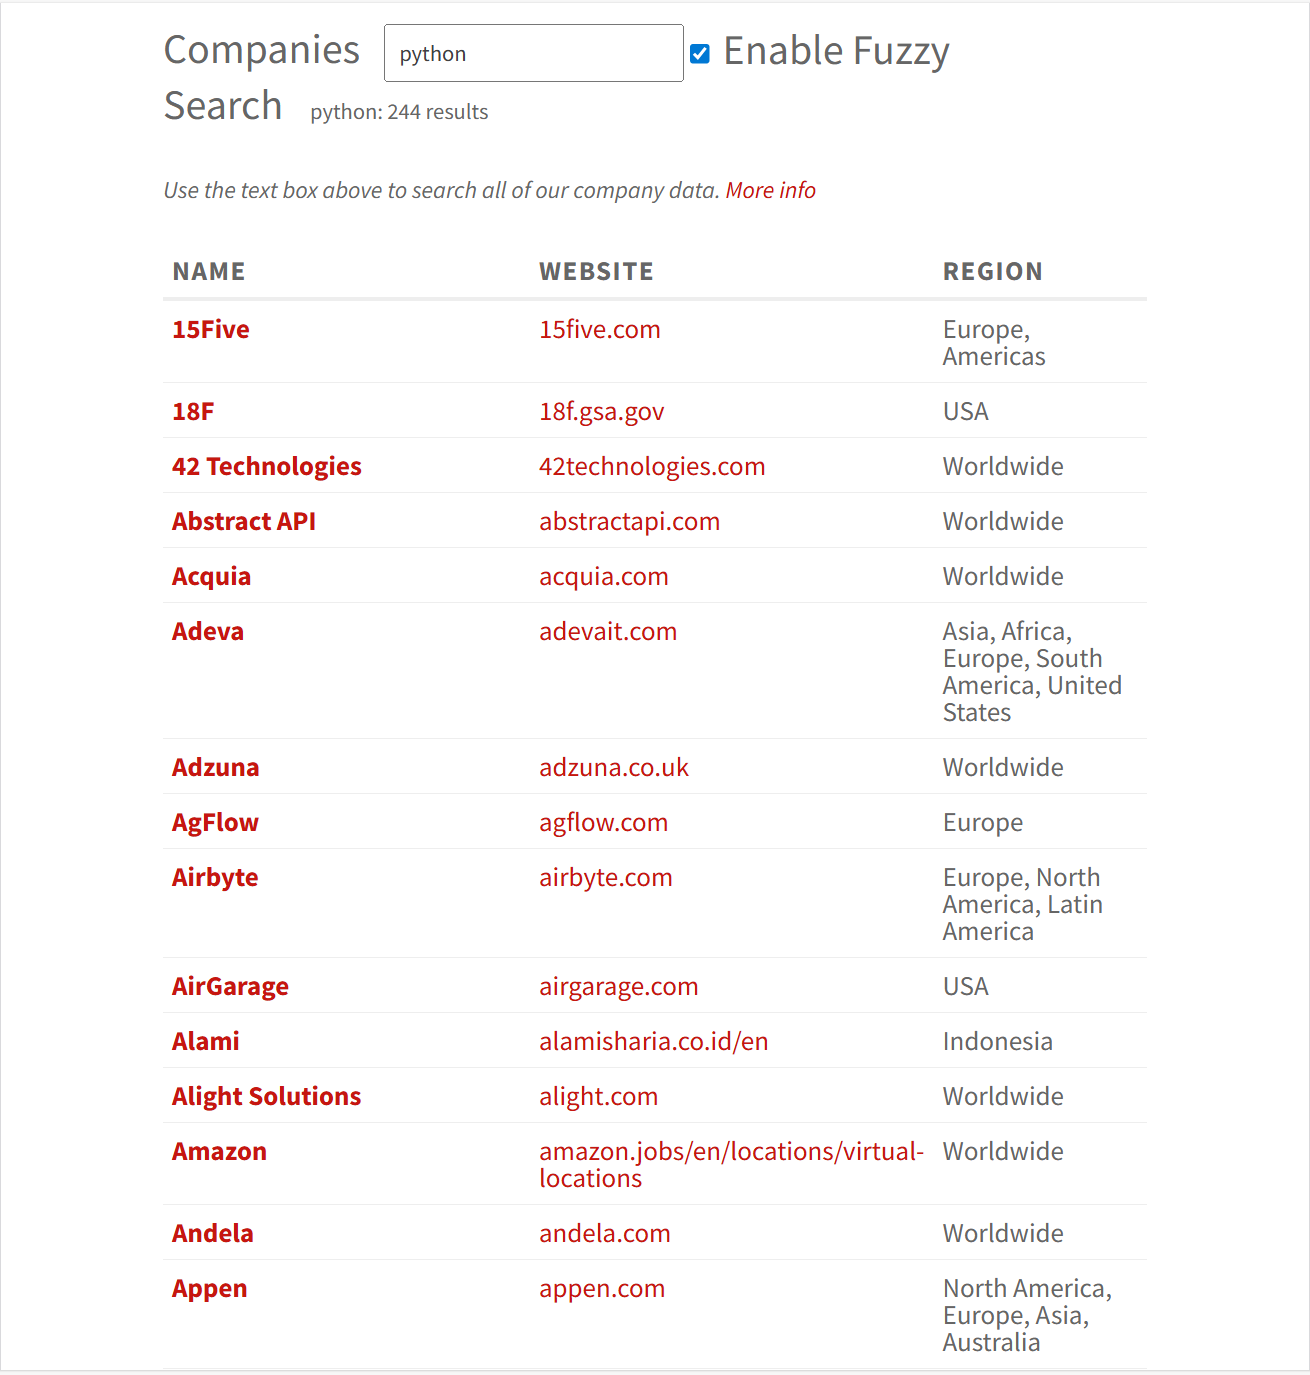 Companies python Enable Fuzzy
Search python: 244 results
Use the text box above to search all of our company data. More info
NAME WEBSITE REGION
15Five 15five.com Europe,
Americas
18F 18f.gsa.gov USA
42 Technologies 42technologies.com Worldwide
Abstract API abstractapi.com Worldwide
Acquia acquia.com Worldwide
Adeva adevait.com Asia, Africa,
Europe, South
America, United
States
Adzuna adzuna.co.uk Worldwide
AgFlow agflow.com Europe
Airbyte airbyte.com Europe, North
America, Latin
America
AirGarage airgarage.com USA
Alami alamisharia.co.id/en Indonesia
Alight Solutions alight.com Worldwide
Amazon amazon.jobs/en/locations/virtual- Worldwide
locations
Andela andela.com Worldwide
Appen appen.com North America,
Europe, Asia,
Australia